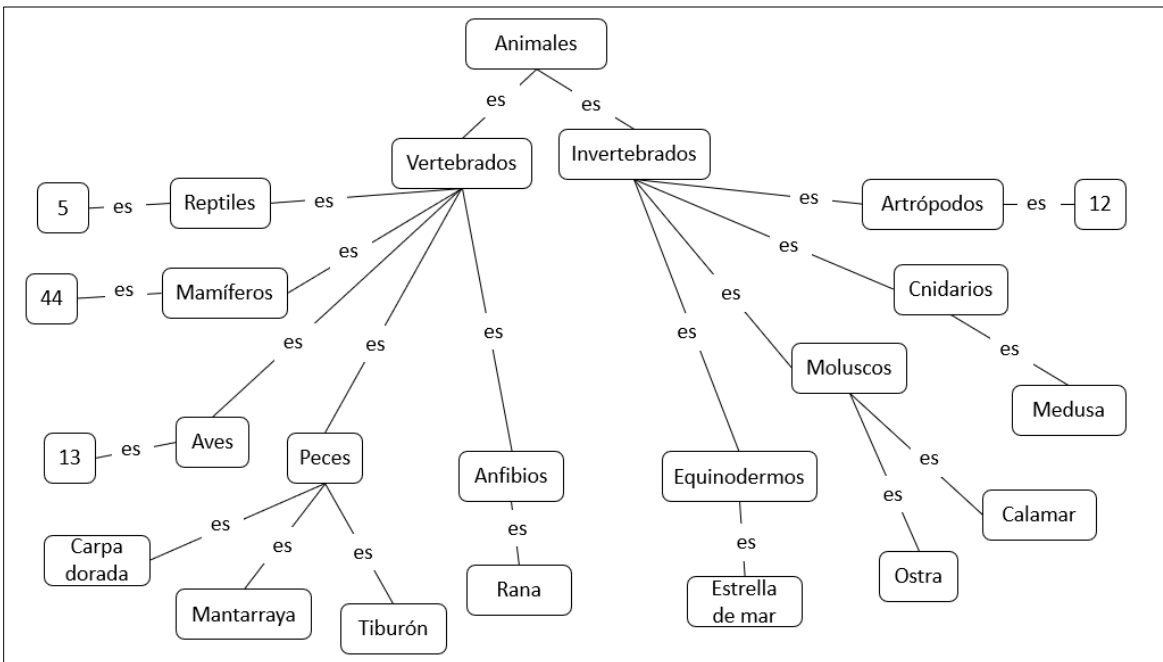 Animales
es
es
Vertebrados
Invertebrados
5
es
Reptiles
es
es
Artrópodos
es
12
44
es
Mamíferos
es
es
Cnidarios
es
Medusa
es
Moluscos
es
Calamar
es
Ostra
13
es
Aves
es
es
Peces
es
Anfibios
es
Equinodermos
es
Carpa
dorada
es
Mantarraya
es
Tiburón
es
Rana
es
Estrella
de mar